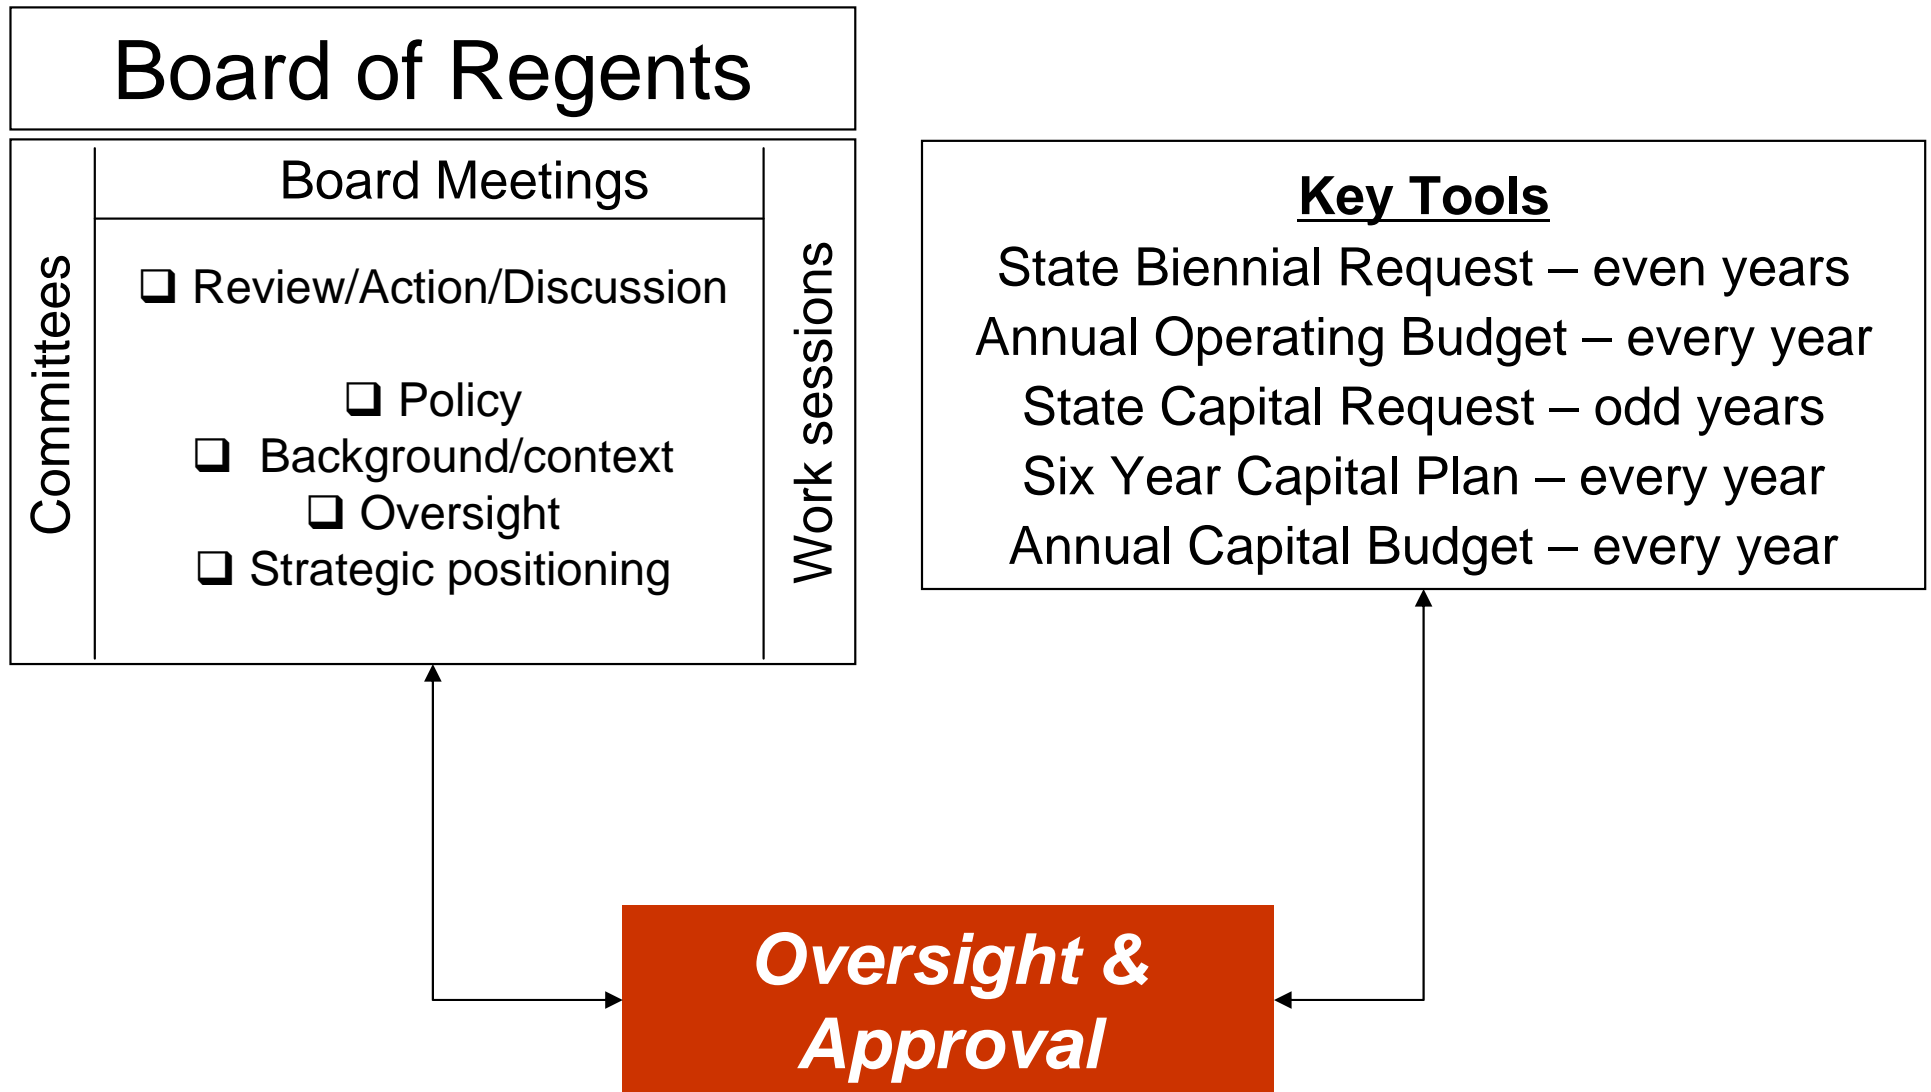 Board of Regents
Committees
Board Meetings
❑ Review/Action/Discussion
❑ Policy
❑ Background/context
❑ Oversight
❑ Strategic positioning
Work sessions
Key Tools
State Biennial Request – even years
Annual Operating Budget – every year
State Capital Request – odd years
Six Year Capital Plan – every year
Annual Capital Budget – every year
Oversight &
Approval